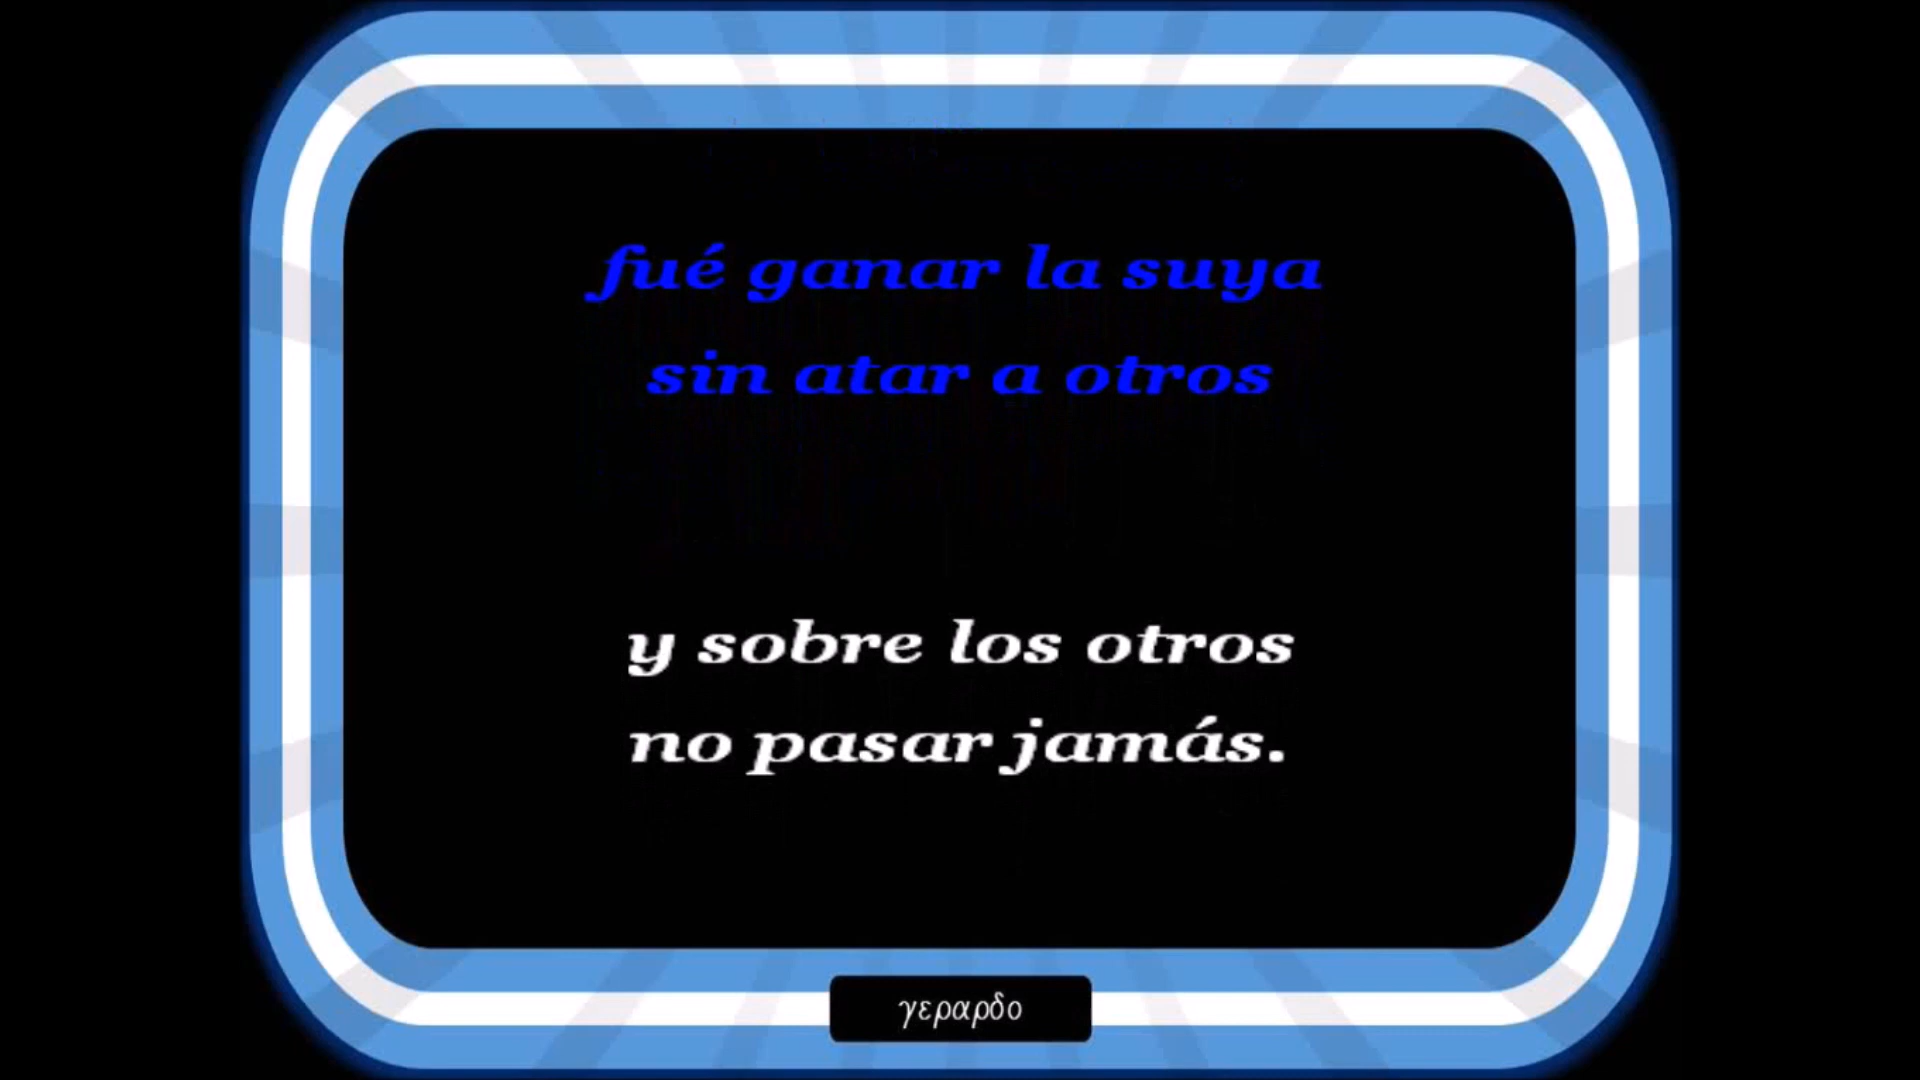 fué ganar la suya
sin atar a otros
y sobre los otros
no pasar jamás.
γεραρδο